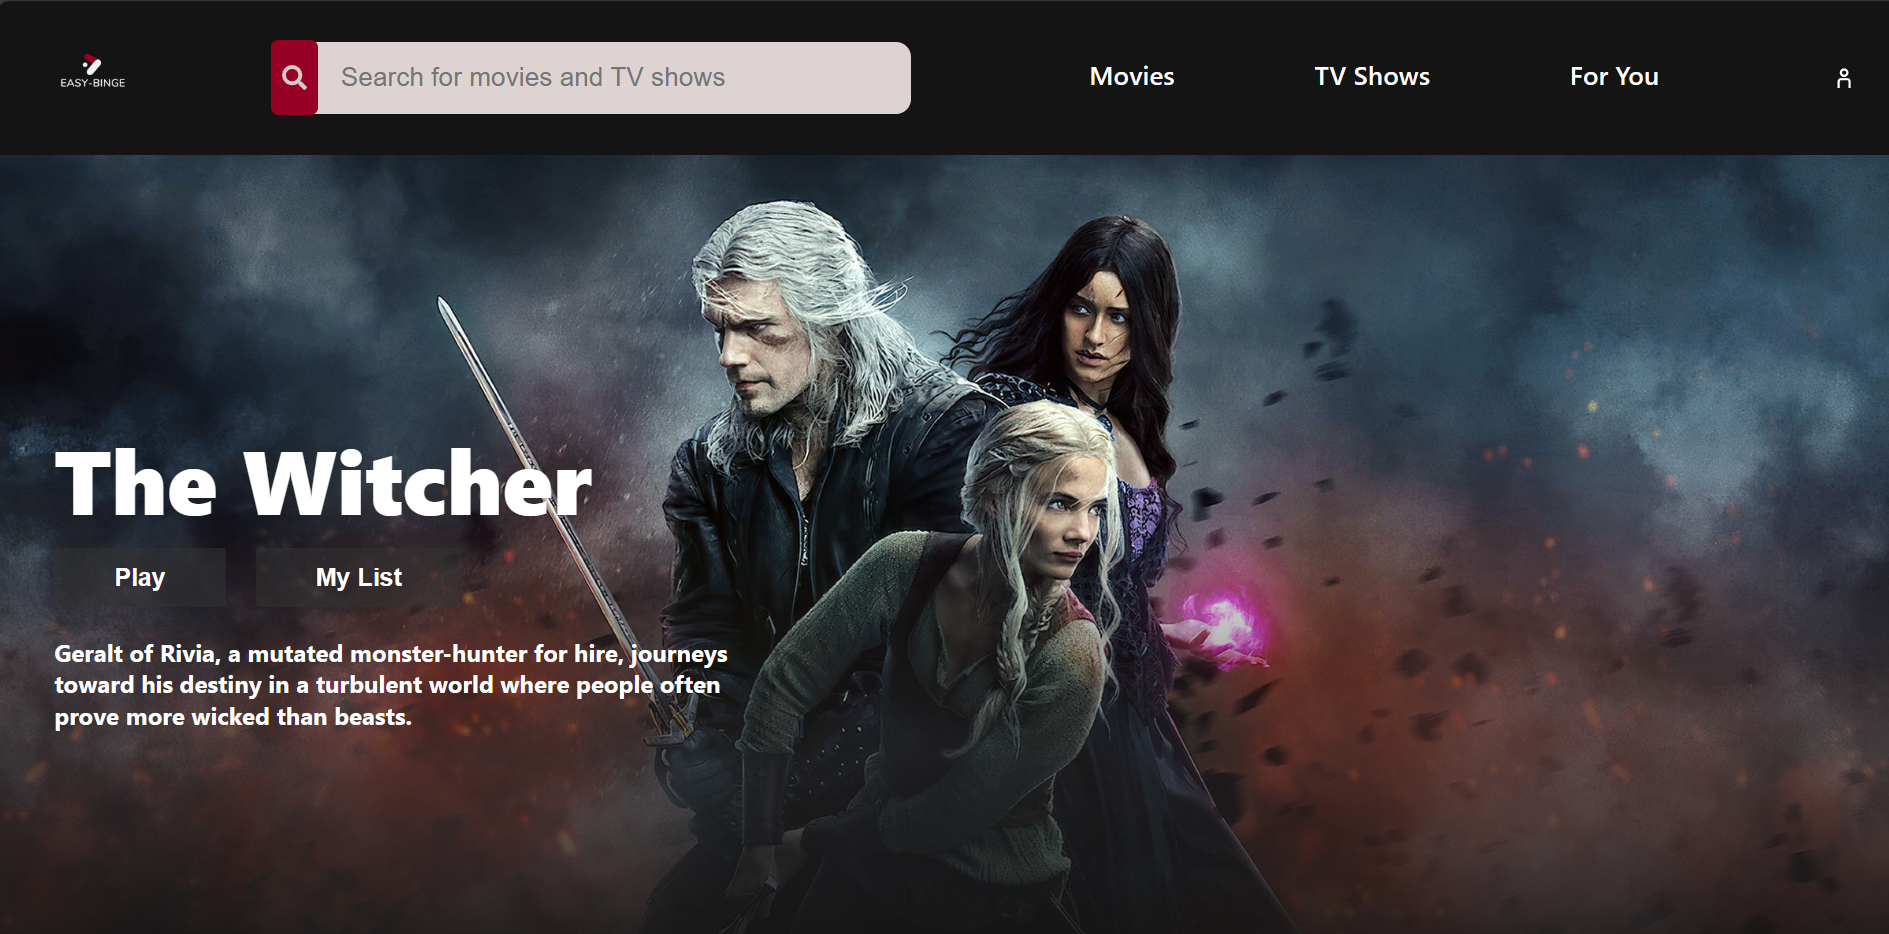 EASY-BINGE
Search for movies and TV shows
Movies
TV Shows
For You
The Witcher
Play
My List
Geralt of Rivia, a mutated monster-hunter for hire, journeys
toward his destiny in a turbulent world where people often
prove more wicked than beasts.